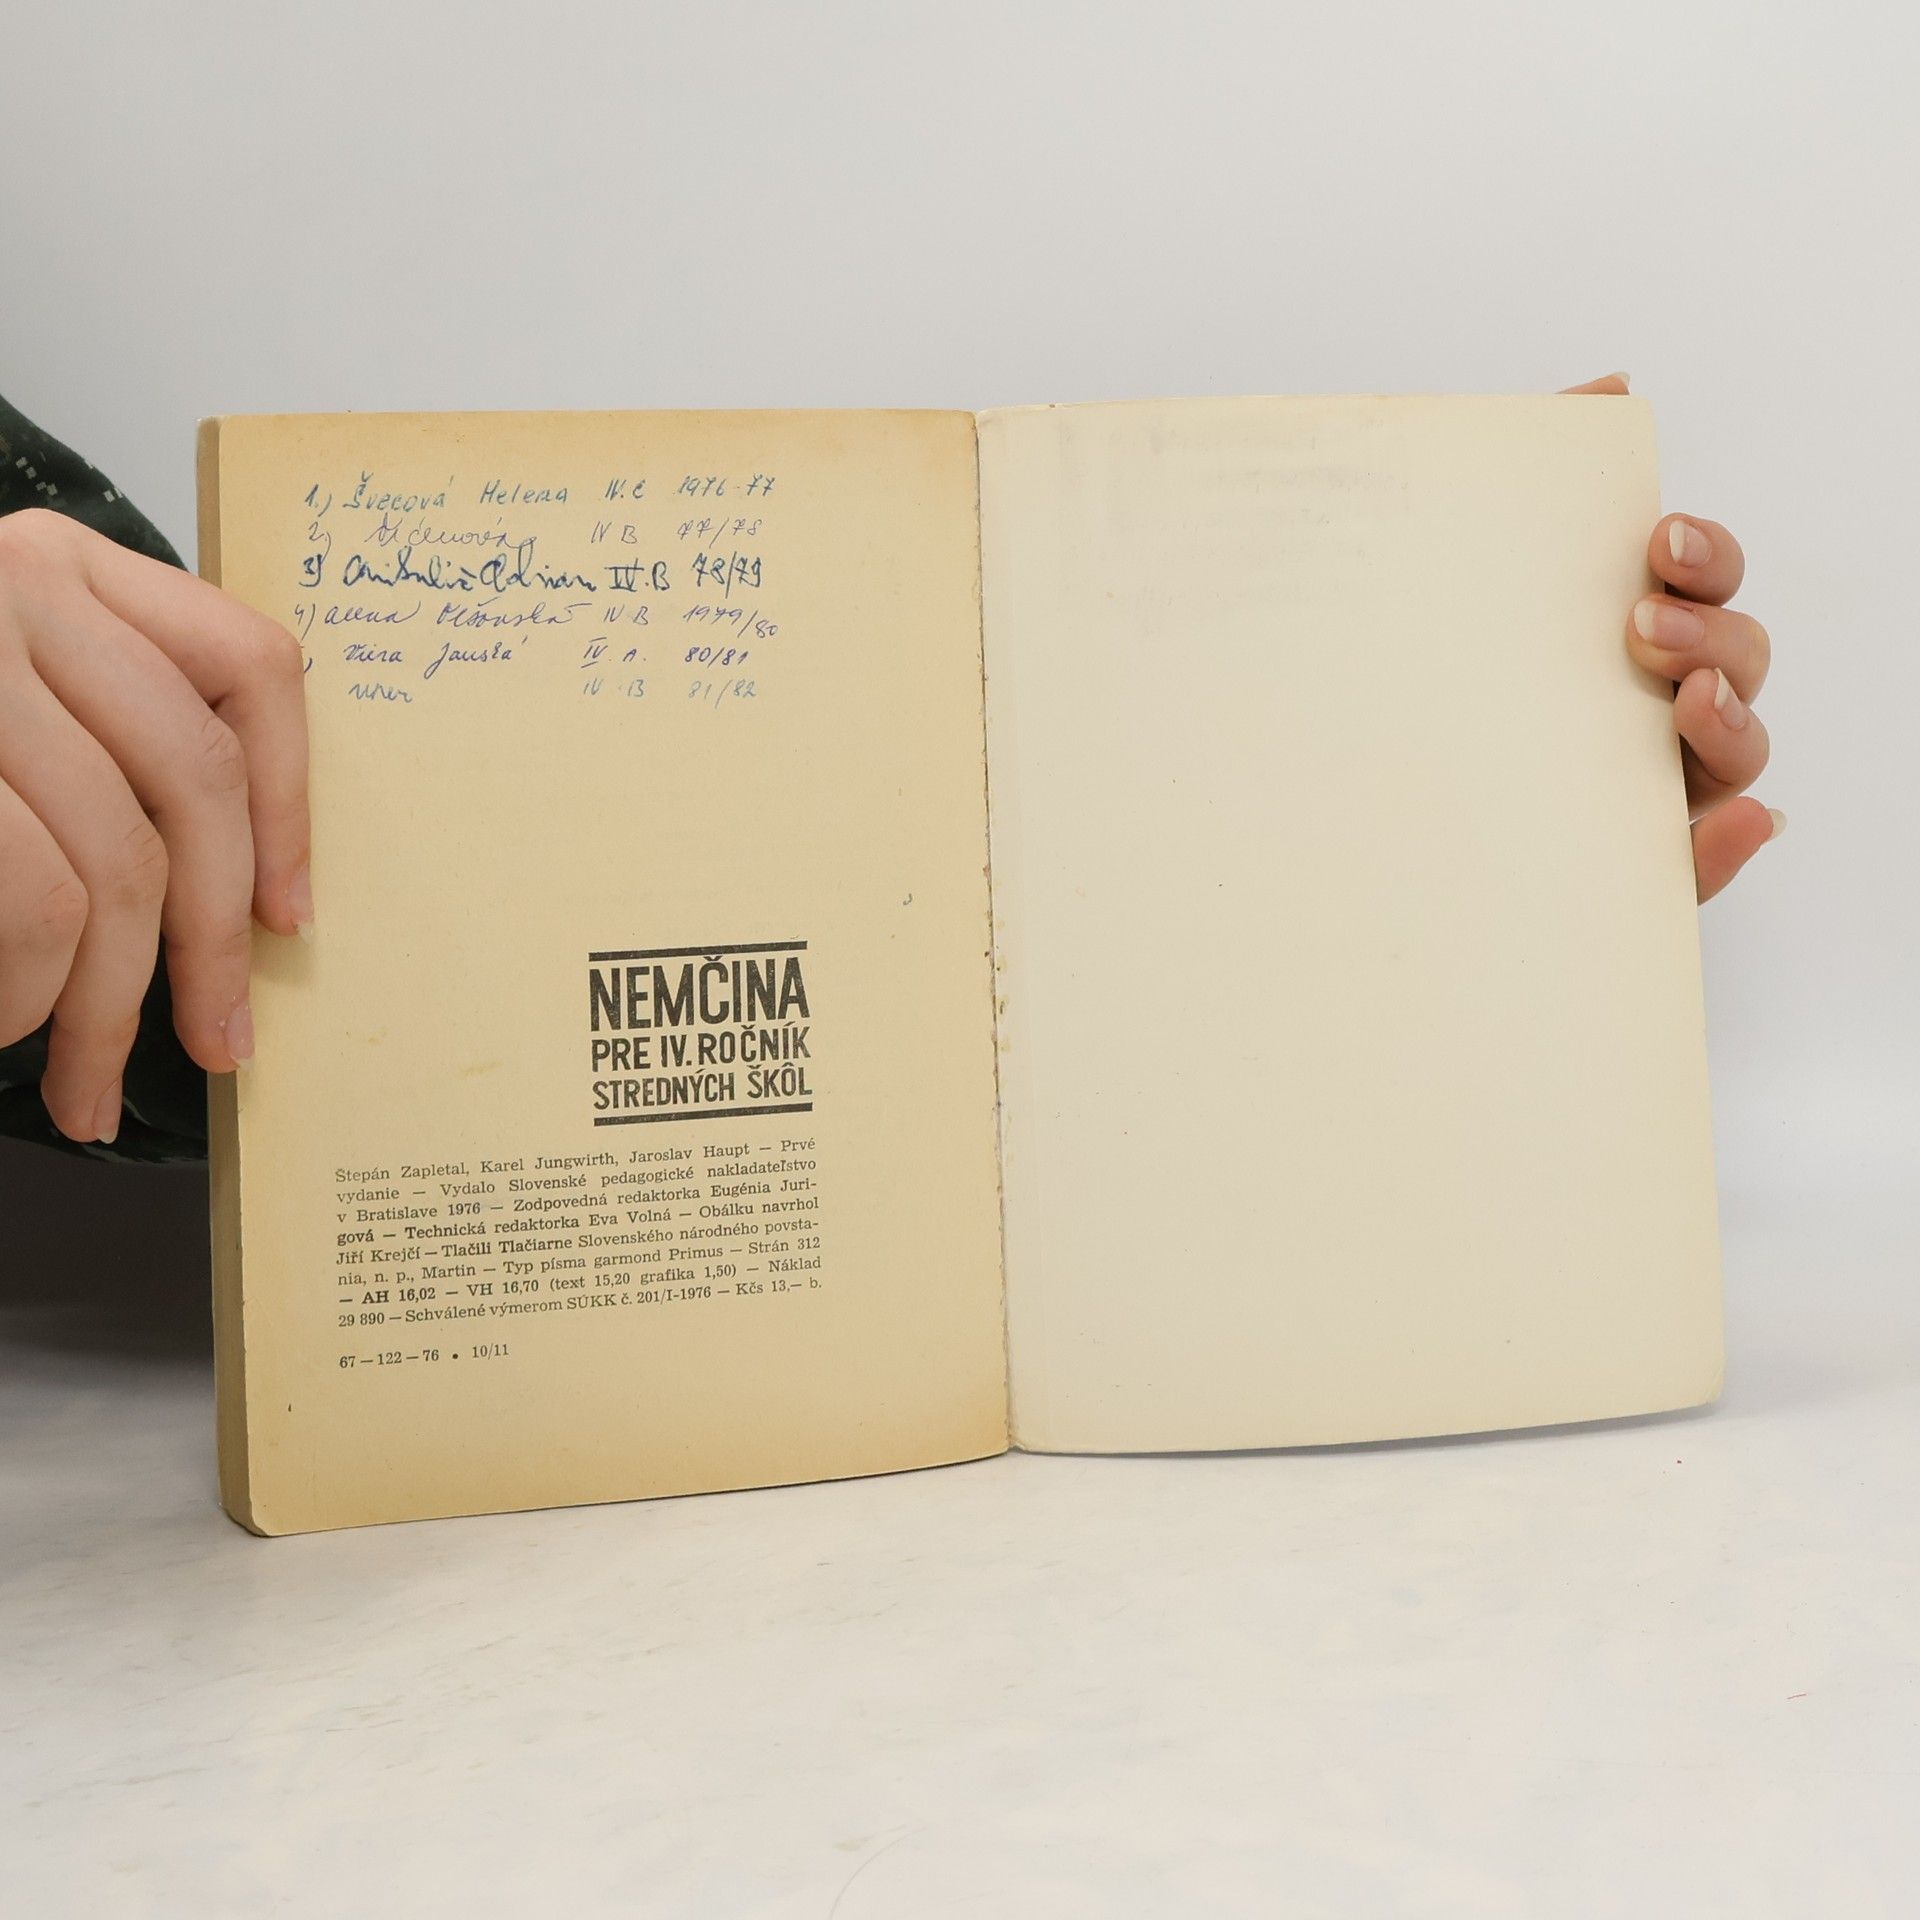 1.) Švecová Helena IV.C 1976-77
2.) IV B 77/78
3) Adrian IV.B 78/79
4) Alena Olšovská IV B 1979/80
Viera Jauská IV. A. 80/81
IV B 81/82
NEMČINA
PRE IV. ROČNÍK
STREDNÝCH ŠKÔL
Štepán Zapletal, Karel Jungwirth, Jaroslav Haupt — Prvé
vydanie — Vydalo Slovenské pedagogické nakladateľstvo
v Bratislave 1976 — Zodpovedná redaktorka Eugénia Juri-
gová — Technická redaktorka Eva Volná — Obálku navrhol
Jiří Krejčí — Tlačili Tlačiarne Slovenského národného povsta-
nia, n. p., Martin — Typ písma garmond Primus — Strán 312
— AH 16,02 — VH 16,70 (text 15,20 grafika 1,50) — Náklad
29 890 — Schválené výmerom SÚKK č. 201/I-1976 — Kčs 13,— b.
67 — 122 — 76 • 10/11